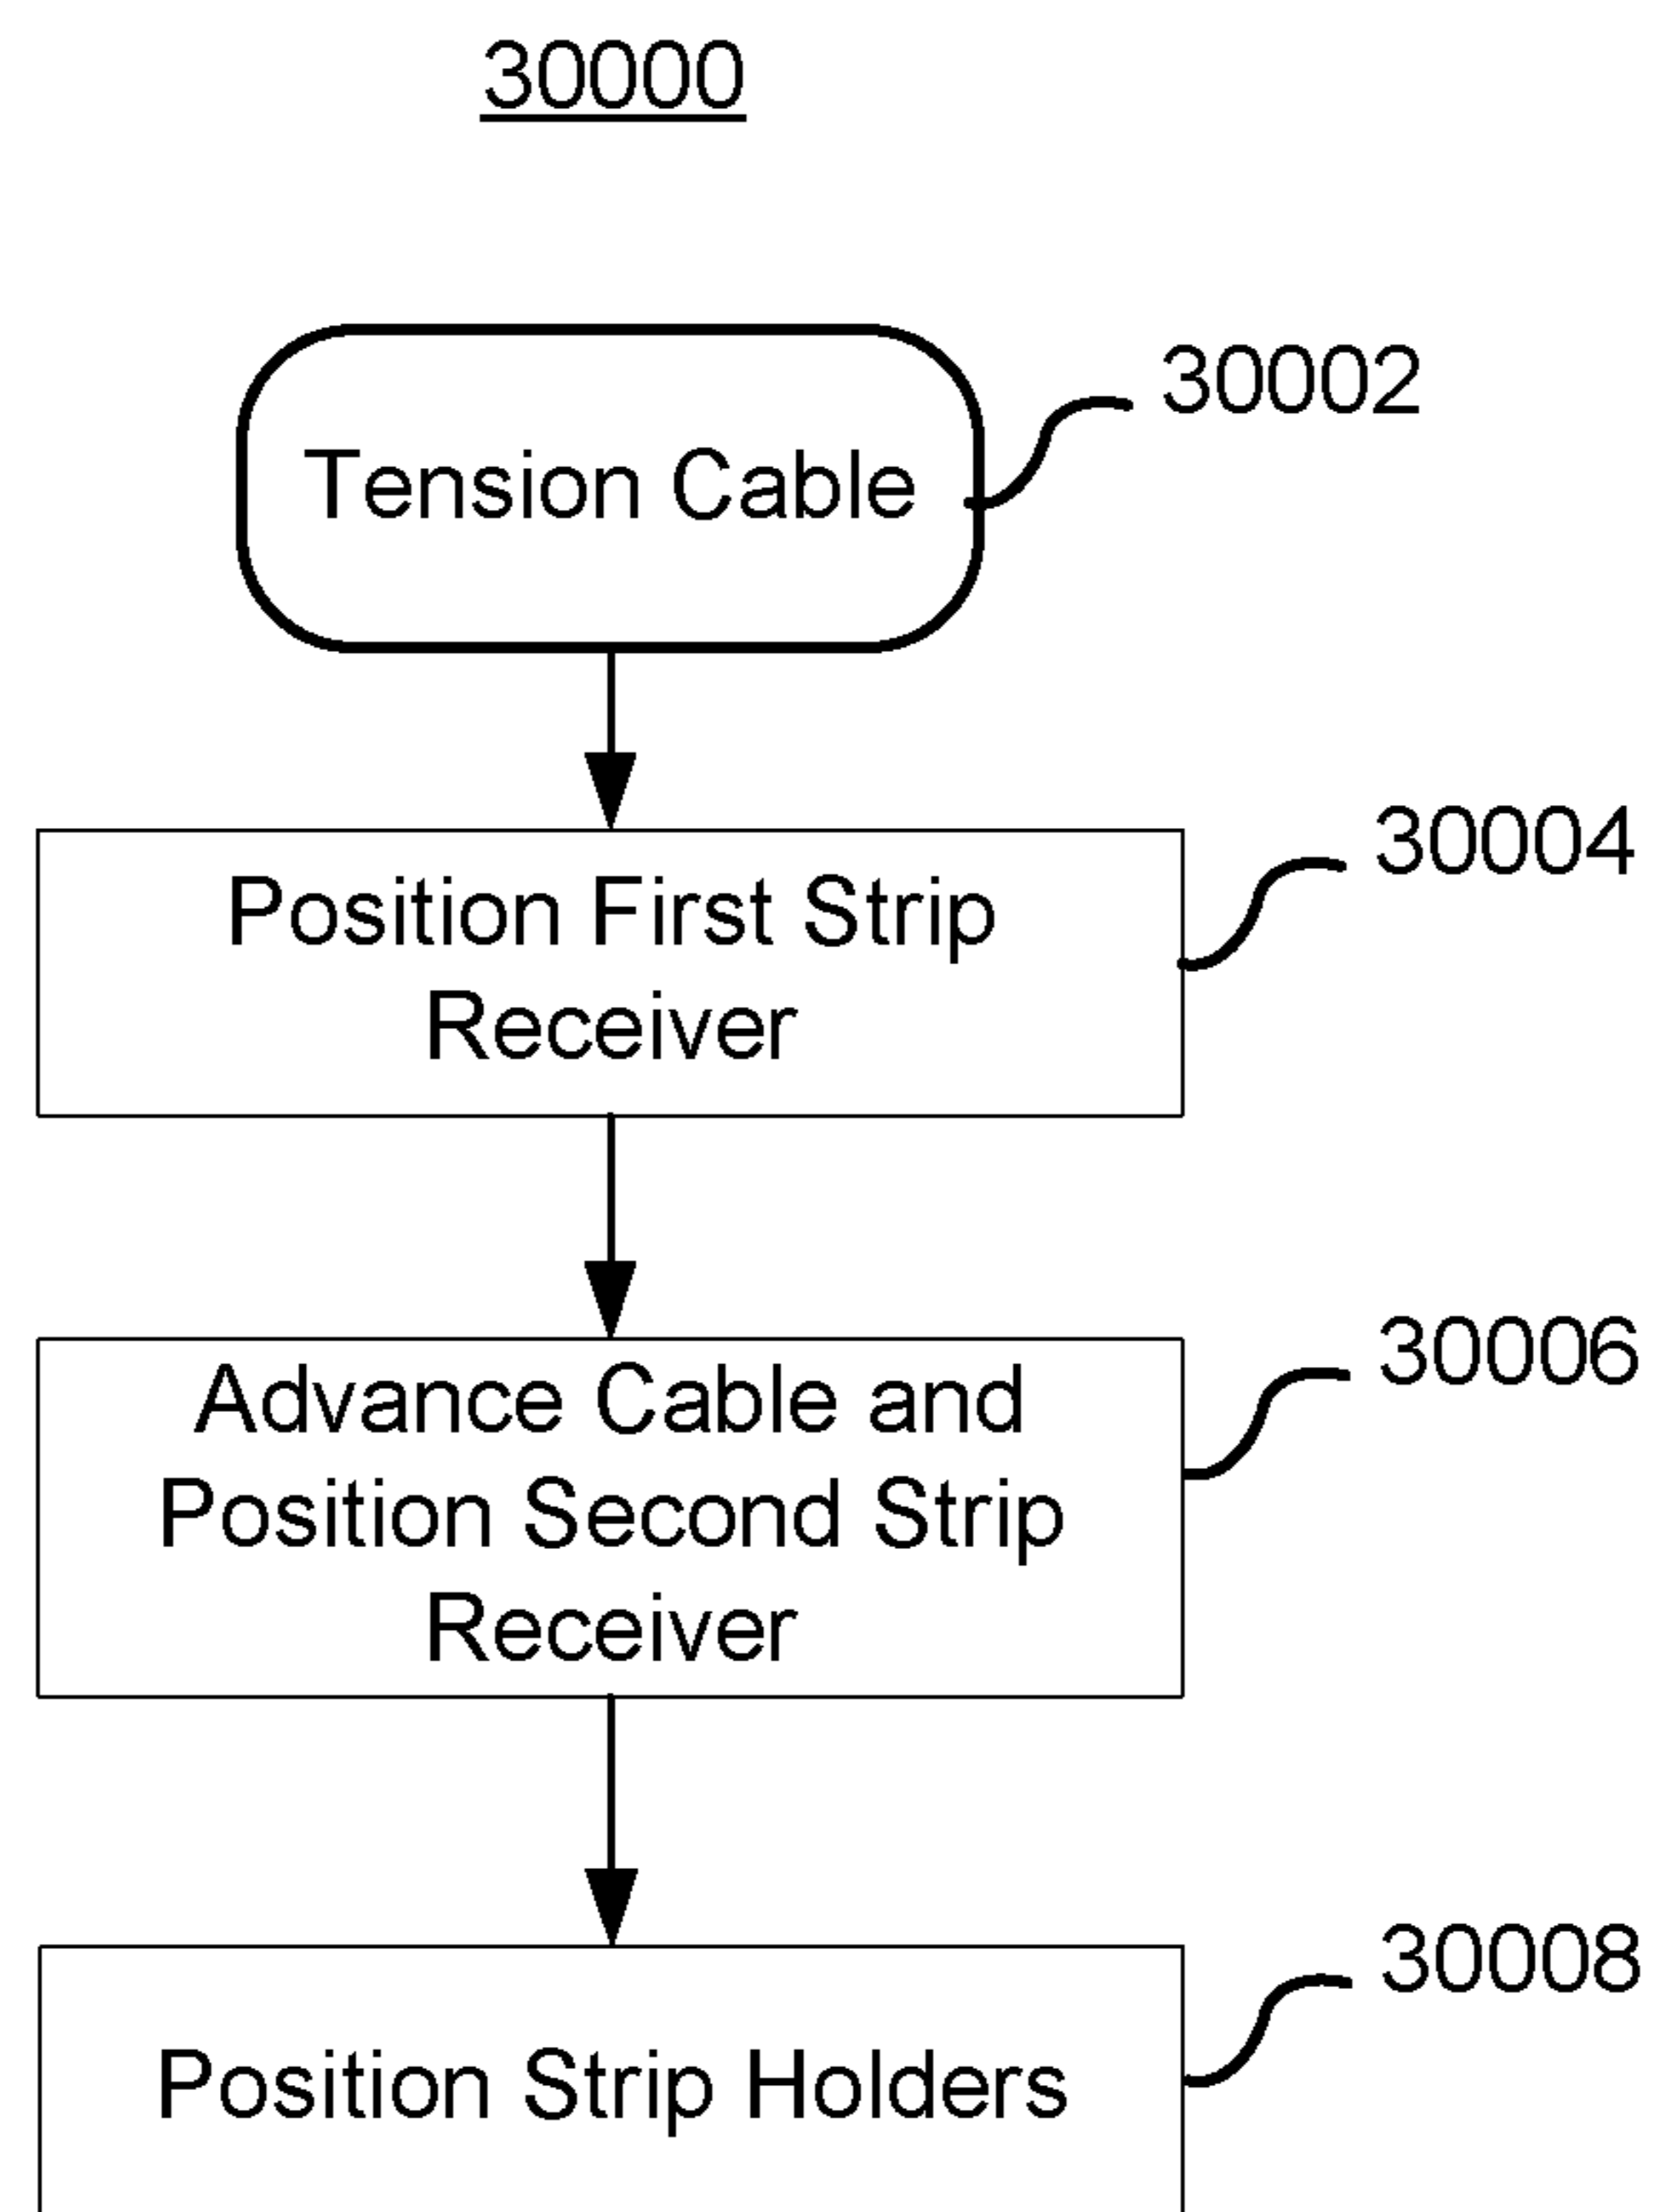 30000
30002
Tension Cable
30004
Position First Strip
Receiver
30006
Advance Cable and
Position Second Strip
Receiver
30008
Position Strip Holders